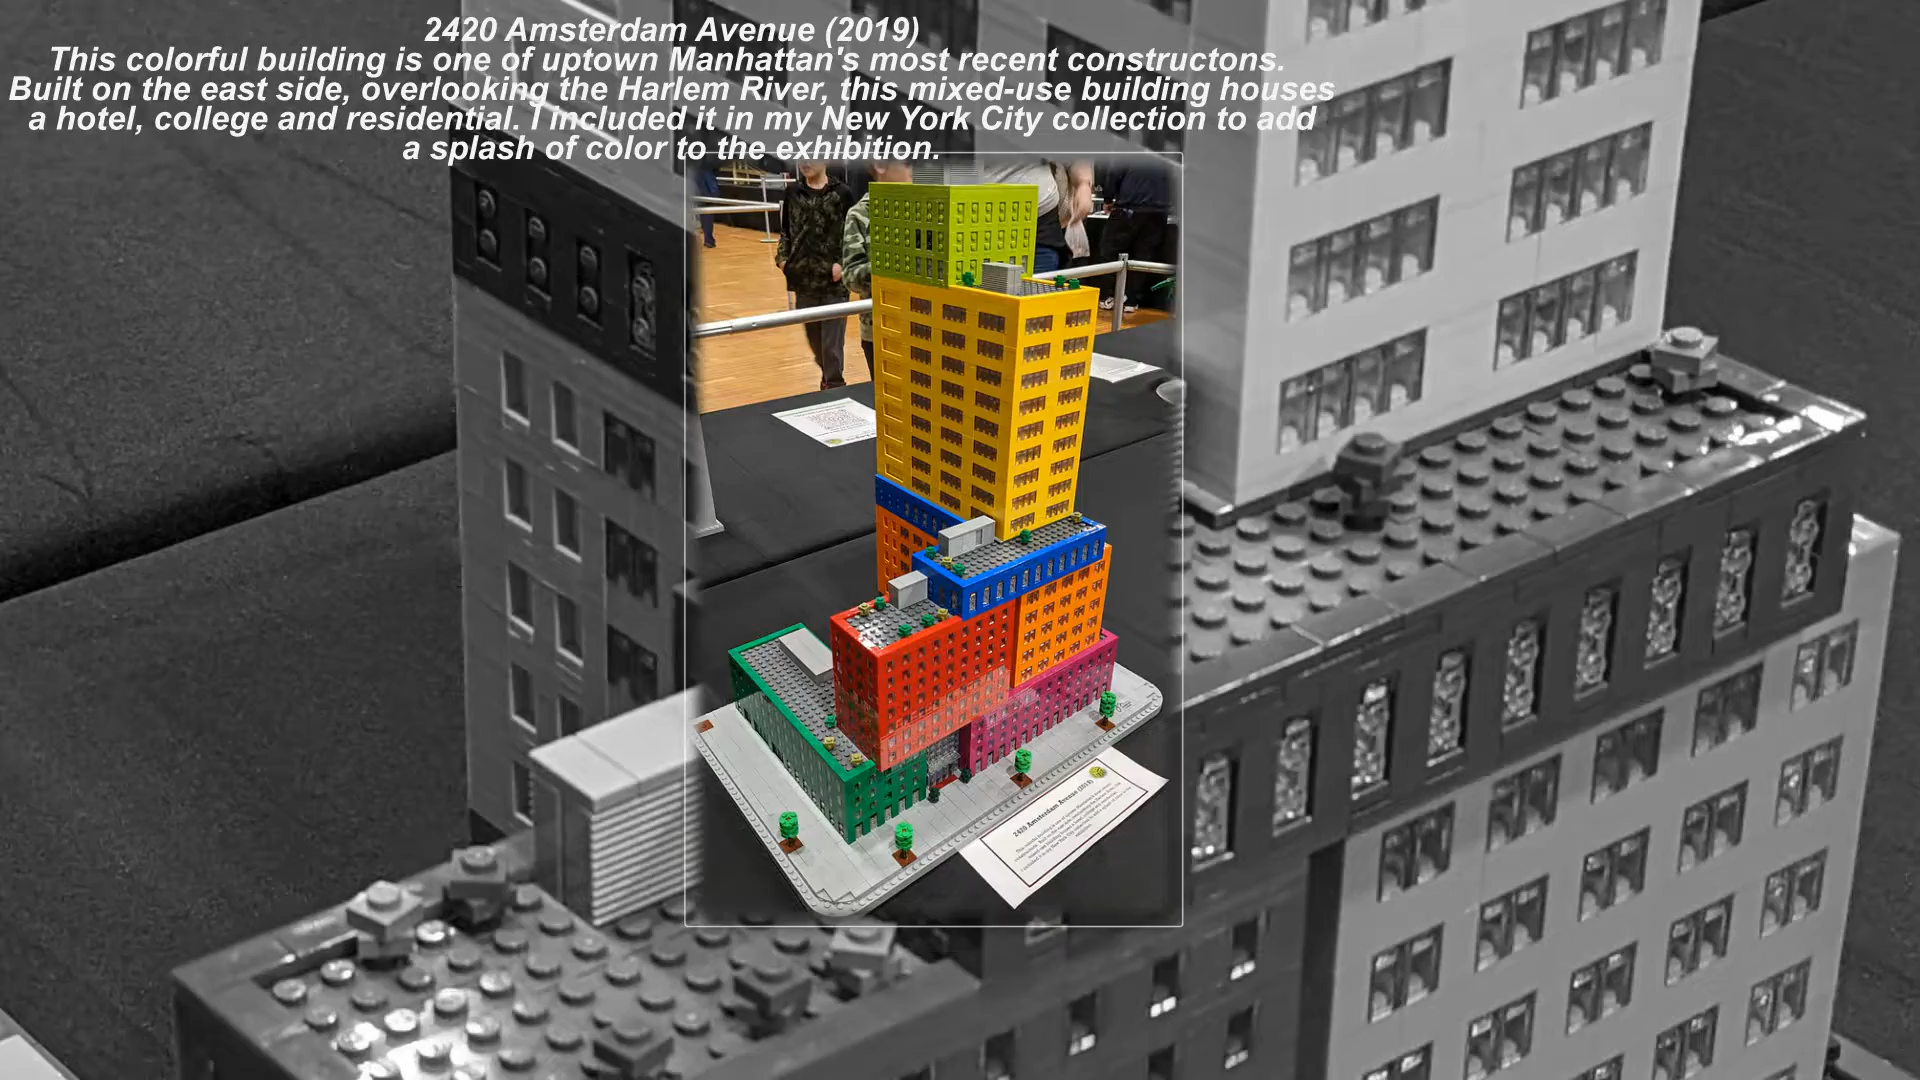 2420 Amsterdam Avenue (2019)
This colorful building is one of uptown Manhattan's most recent constructons.
Built on the east side, overlooking the Harlem River, this mixed-use building houses
a hotel, college and residential. I included it in my New York City collection to add
a splash of color to the exhibition.
2420 Amsterdam Avenue (2019)